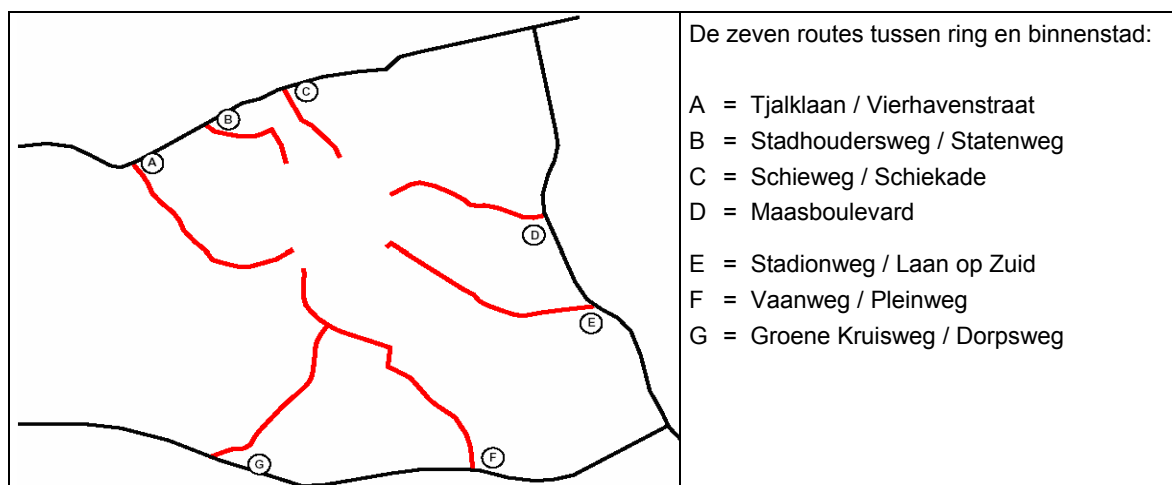 C
B
A
D
E
G
F
De zeven routes tussen ring en binnenstad:
A = Tjalklaan / Vierhavenstraat
B = Stadhoudersweg / Statenweg
C = Schieweg / Schiekade
D = Maasboulevard
E = Stadionweg / Laan op Zuid
F = Vaanweg / Pleinweg
G = Groene Kruisweg / Dorpsweg